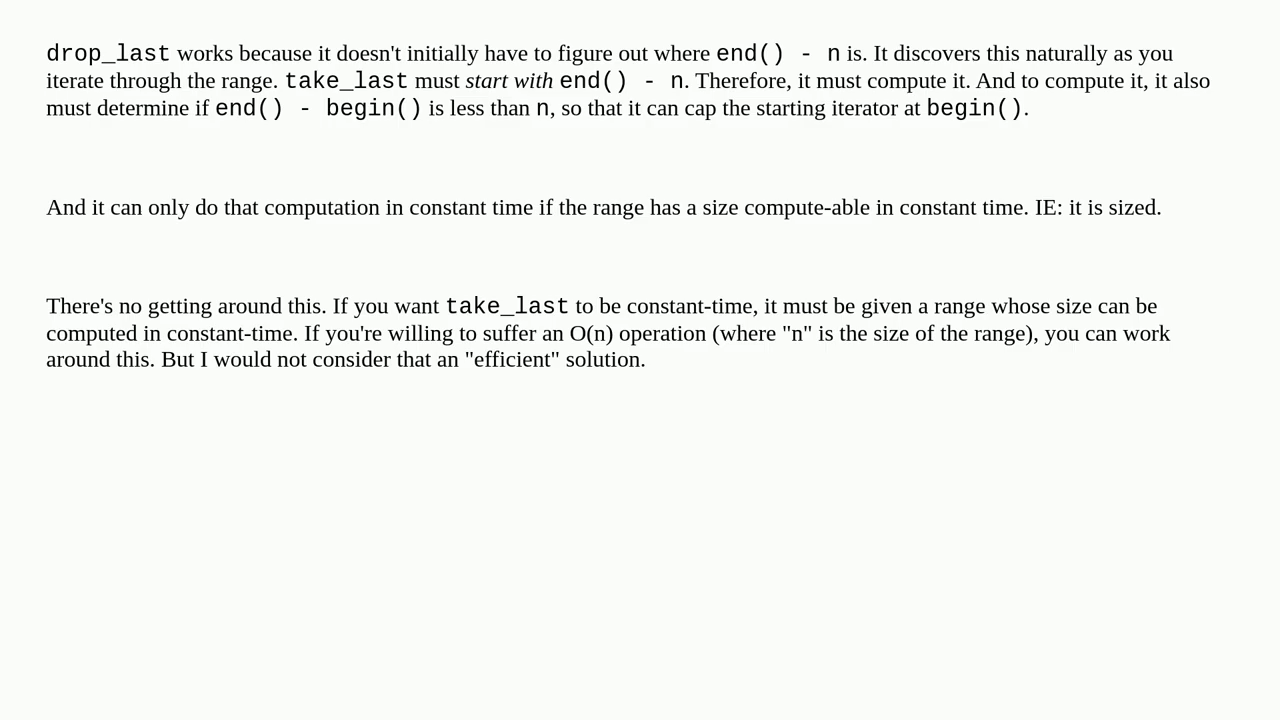 drop_last works because it doesn't initially have to figure out where end() - n is. It discovers this naturally as you
iterate through the range. take_last must start with end() - n. Therefore, it must compute it. And to compute it, it also
must determine if end() - begin() is less than n, so that it can cap the starting iterator at begin().
And it can only do that computation in constant time if the range has a size compute-able in constant time. IE: it is sized.
There's no getting around this. If you want take_last to be constant-time, it must be given a range whose size can be
computed in constant-time. If you're willing to suffer an O(n) operation (where "n" is the size of the range), you can work
around this. But I would not consider that an "efficient" solution.